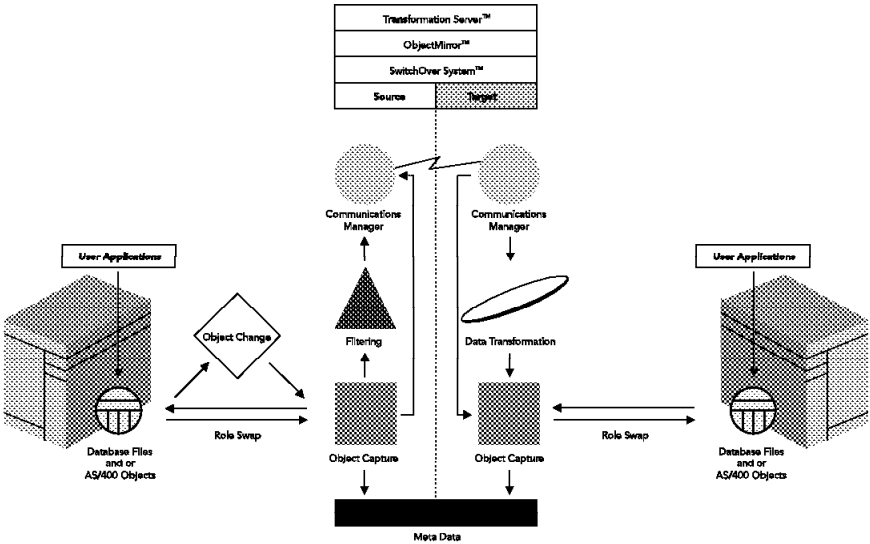 Transformation Server™
ObjectMirror™
SwitchOver System™
Source
Target
Communications
Manager
Communications
Manager
User Applications
User Applications
Object Change
Filtering
Data Transformation
Role Swap
Role Swap
Database Files
and or
AS/400 Objects
Object Capture
Object Capture
Database Files
and or
AS/400 Objects
Meta Data